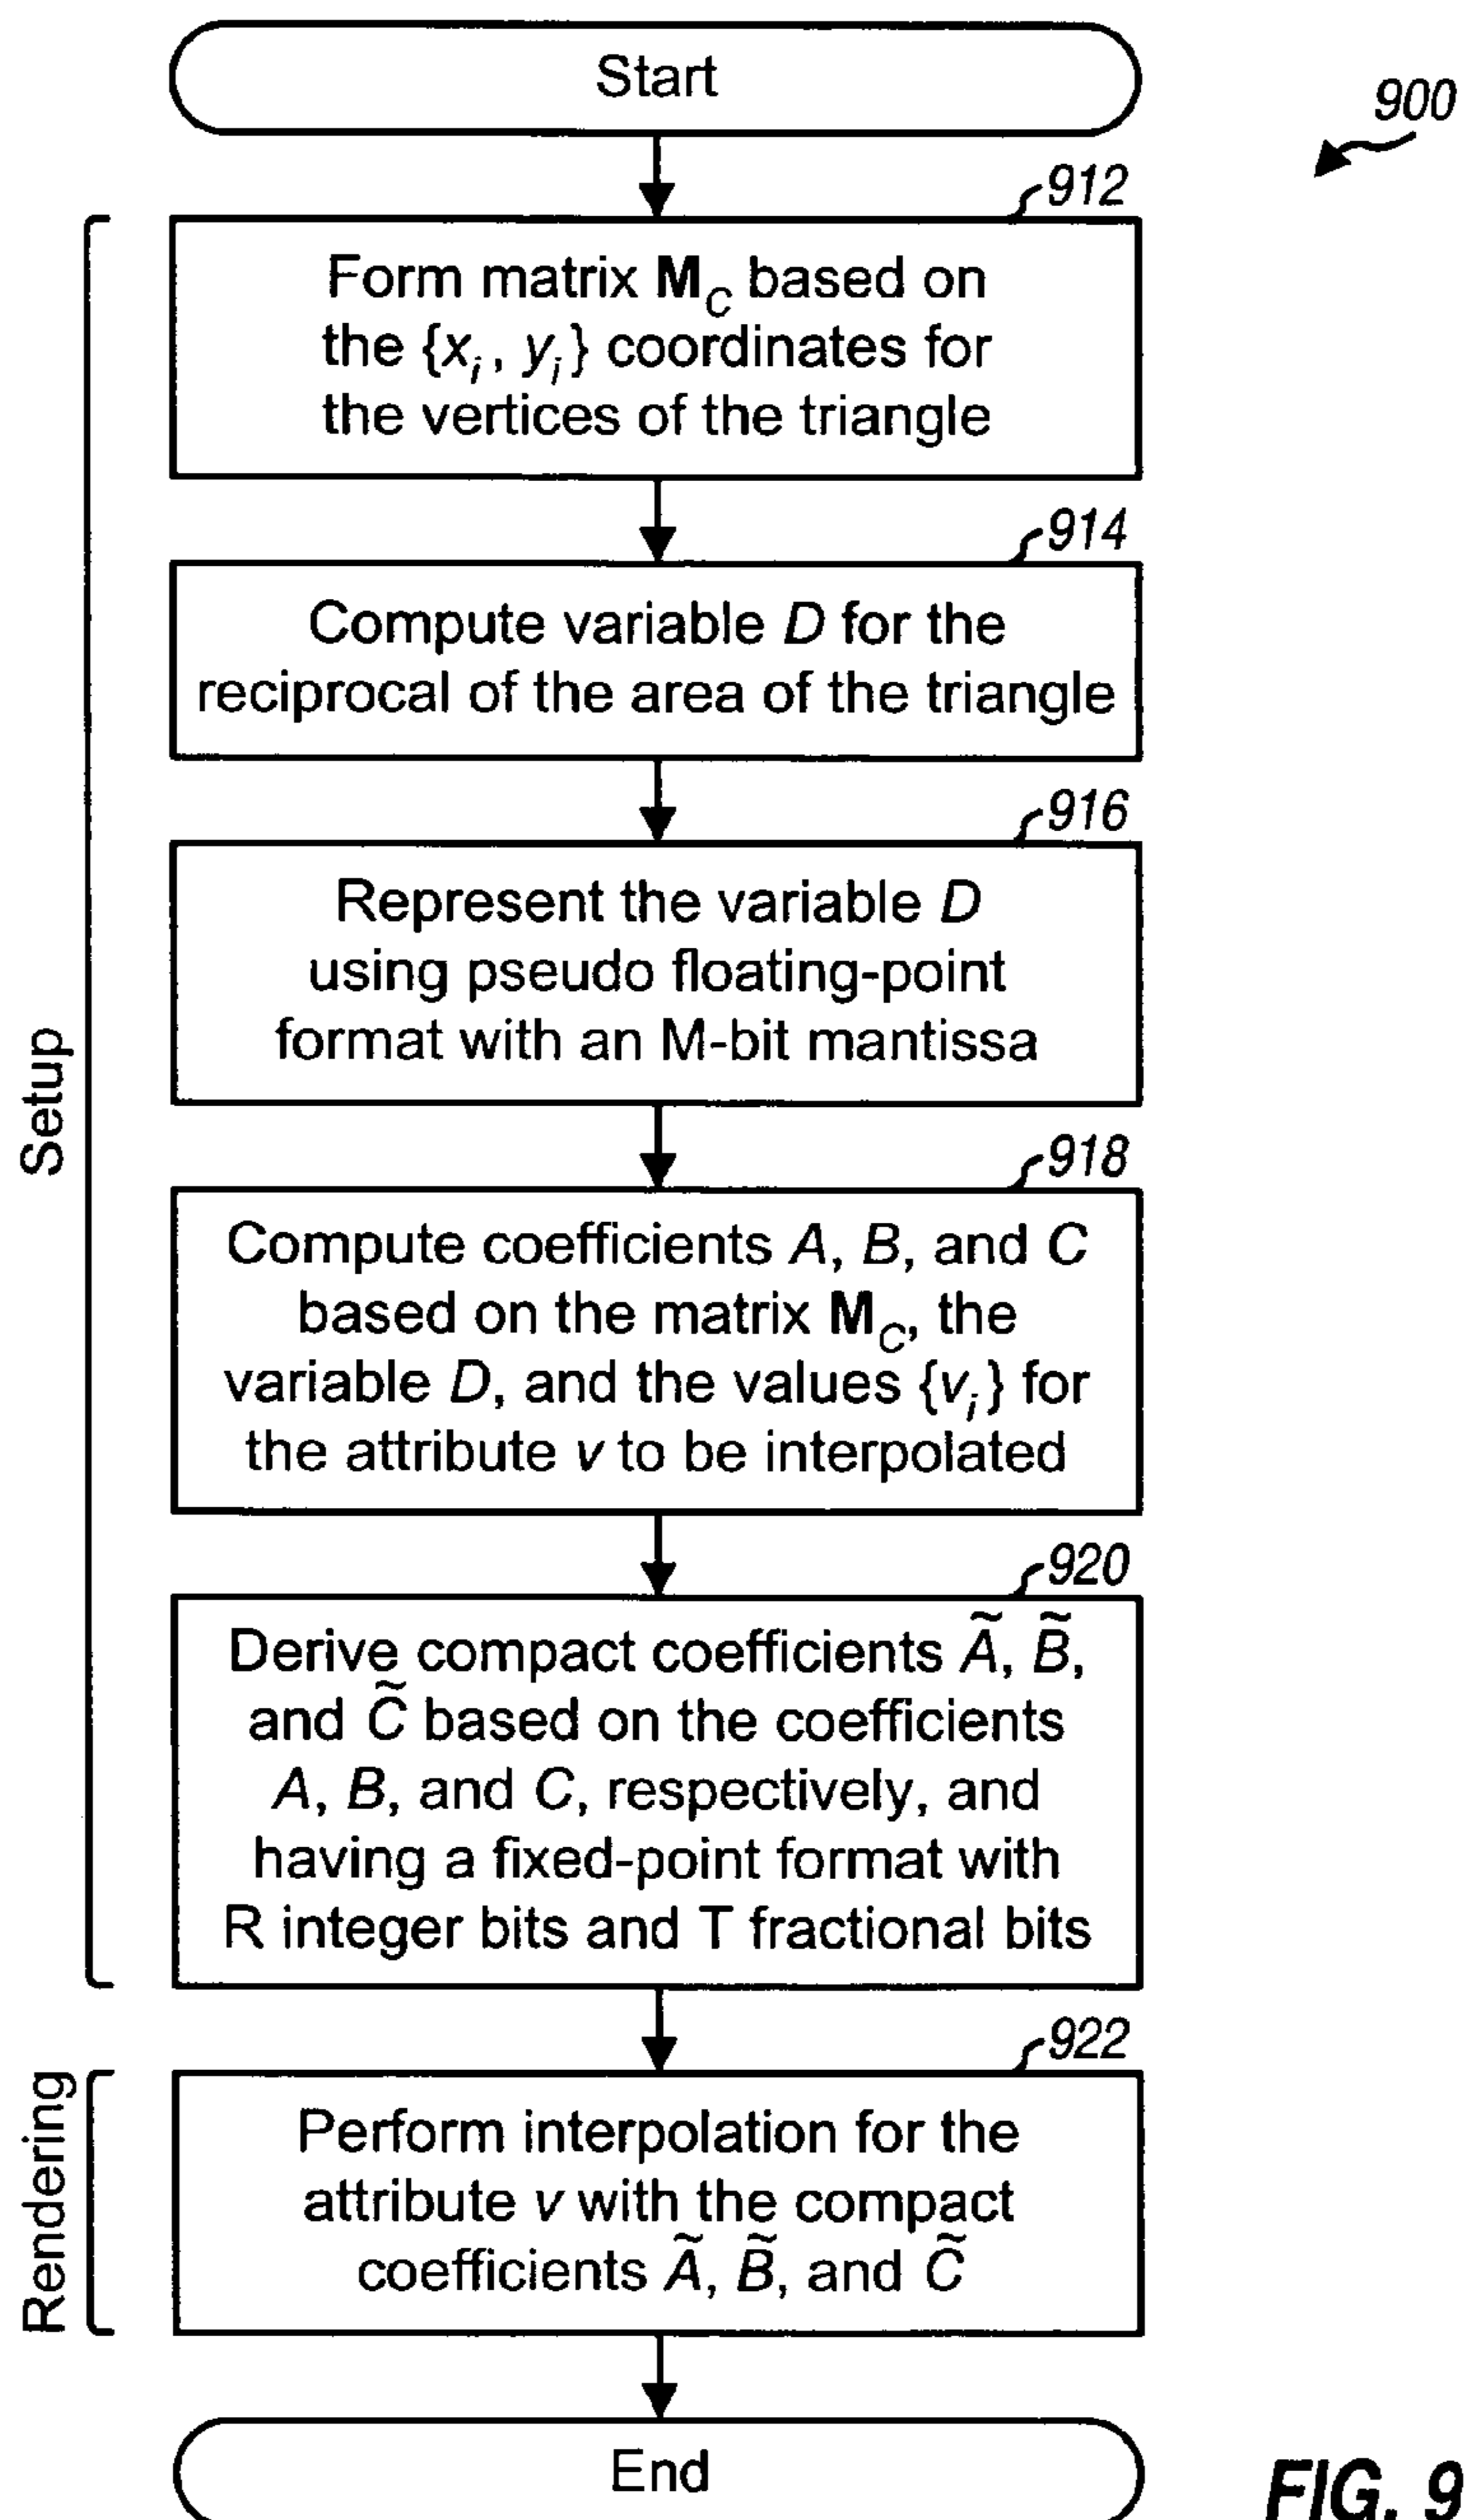 Start
900
912
Form matrix M_C based on
the {x_i, y_i} coordinates for
the vertices of the triangle
914
Compute variable D for the
reciprocal of the area of the triangle
916
Represent the variable D
using pseudo floating-point
format with an M-bit mantissa
Setup
918
Compute coefficients A, B, and C
based on the matrix M_C, the
variable D, and the values {v_i} for
the attribute v to be interpolated
920
Derive compact coefficients Ã, B̃,
and C̃ based on the coefficients
A, B, and C, respectively, and
having a fixed-point format with
R integer bits and T fractional bits
922
Rendering
Perform interpolation for the
attribute v with the compact
coefficients Ã, B̃, and C̃
End
FIG. 9